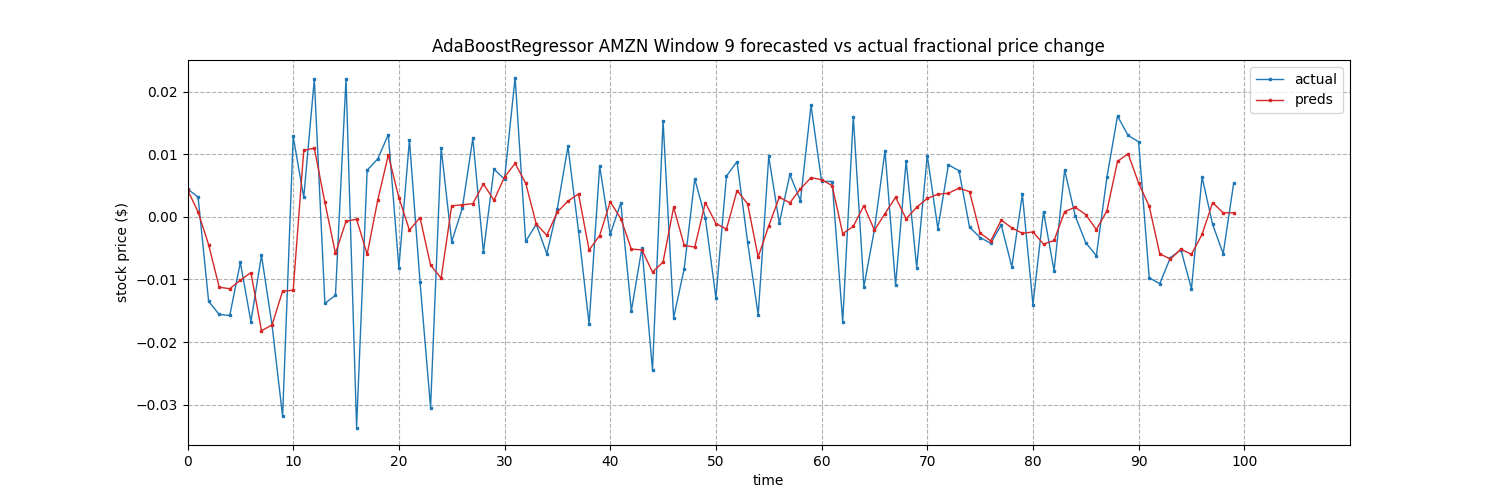 AdaBoostRegressor AMZN Window 9 forecasted vs actual fractional price change
actual
preds
stock price ($)
0.02
0.01
0.00
−0.01
−0.02
−0.03
0 10 20 30 40 50 60 70 80 90 100
time